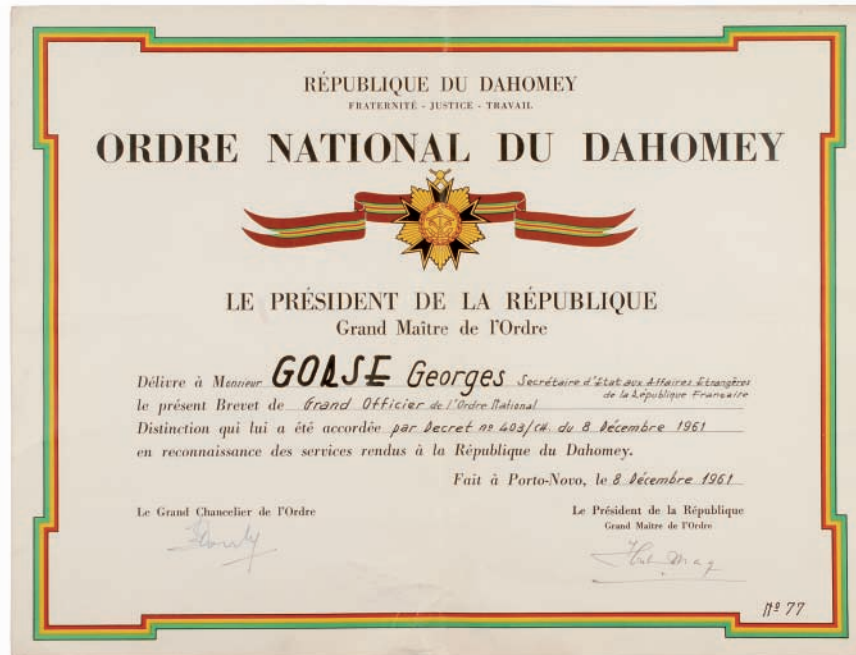 RÉPUBLIQUE DU DAHOMEY
FRATERNITÉ - JUSTICE - TRAVAIL
ORDRE NATIONAL DU DAHOMEY
LE PRÉSIDENT DE LA RÉPUBLIQUE
Grand Maître de l'Ordre
Délivre à Monsieur GORSE Georges Secrétaire d'État aux Affaires Étrangères
de la République Française
le présent Brevet de Grand Officier de l'Ordre National
Distinction qui lui a été accordée par Decret nº 403/CH. du 8 Décembre 1961
en reconnaissance des services rendus à la République du Dahomey.
Fait à Porto-Novo, le 8 Décembre 1961
Le Grand Chancelier de l'Ordre
Le Président de la République
Grand Maître de l'Ordre
Nº 77